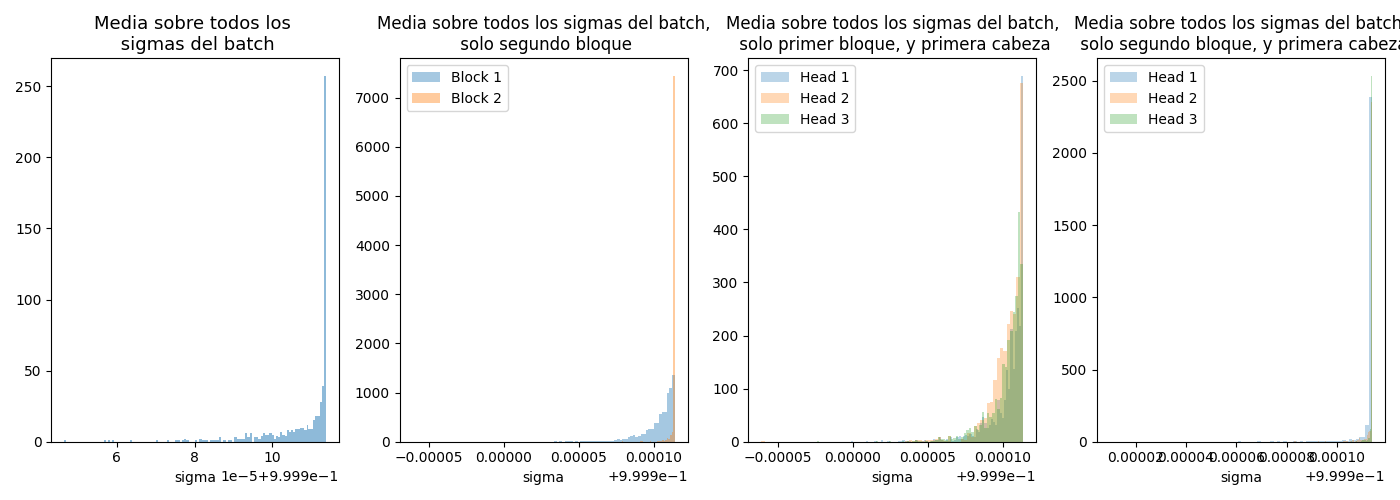 Media sobre todos los
sigmas del batch
250
200
150
100
50
0
6
8
10
sigma
1e−5+9.999e−1
Media sobre todos los sigmas del batch,
solo segundo bloque
Block 1
Block 2
7000
6000
5000
4000
3000
2000
1000
0
−0.00005
0.00000
0.00005
0.00010
sigma
+9.999e−1
Media sobre todos los sigmas del batch,
solo primer bloque, y primera cabeza
Head 1
Head 2
Head 3
700
600
500
400
300
200
100
0
−0.00005
0.00000
0.00005
0.00010
sigma
+9.999e−1
Media sobre todos los sigmas del batch
solo segundo bloque, y primera cabeza
Head 1
Head 2
Head 3
2500
2000
1500
1000
500
0
0.00002
0.00004
0.00006
0.00008
0.00010
sigma
+9.999e−1